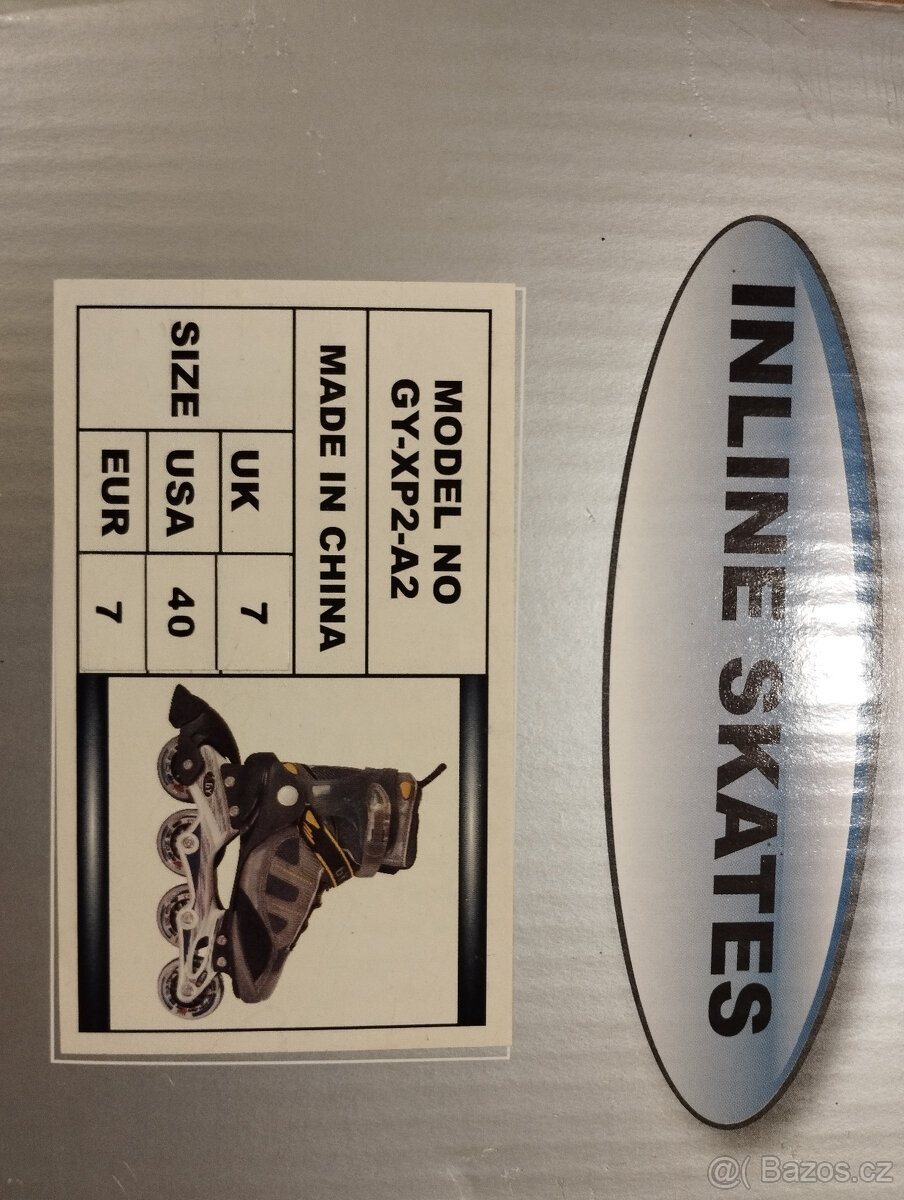 INLINE SKATES
MODEL NO
GY-XP2-A2
MADE IN CHINA
SIZE
UK 7
USA 40
EUR 7
@( Bazos.cz